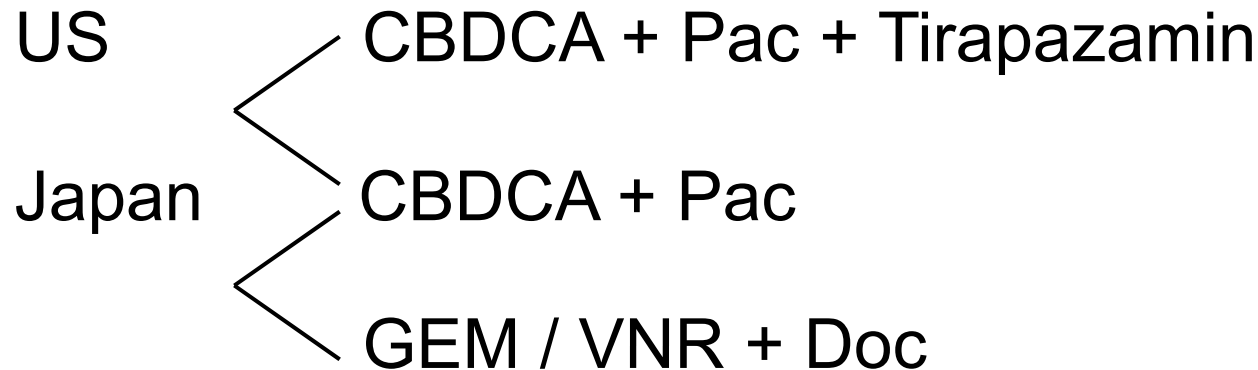 US CBDCA + Pac + Tirapazamin
Japan CBDCA + Pac
GEM / VNR + Doc